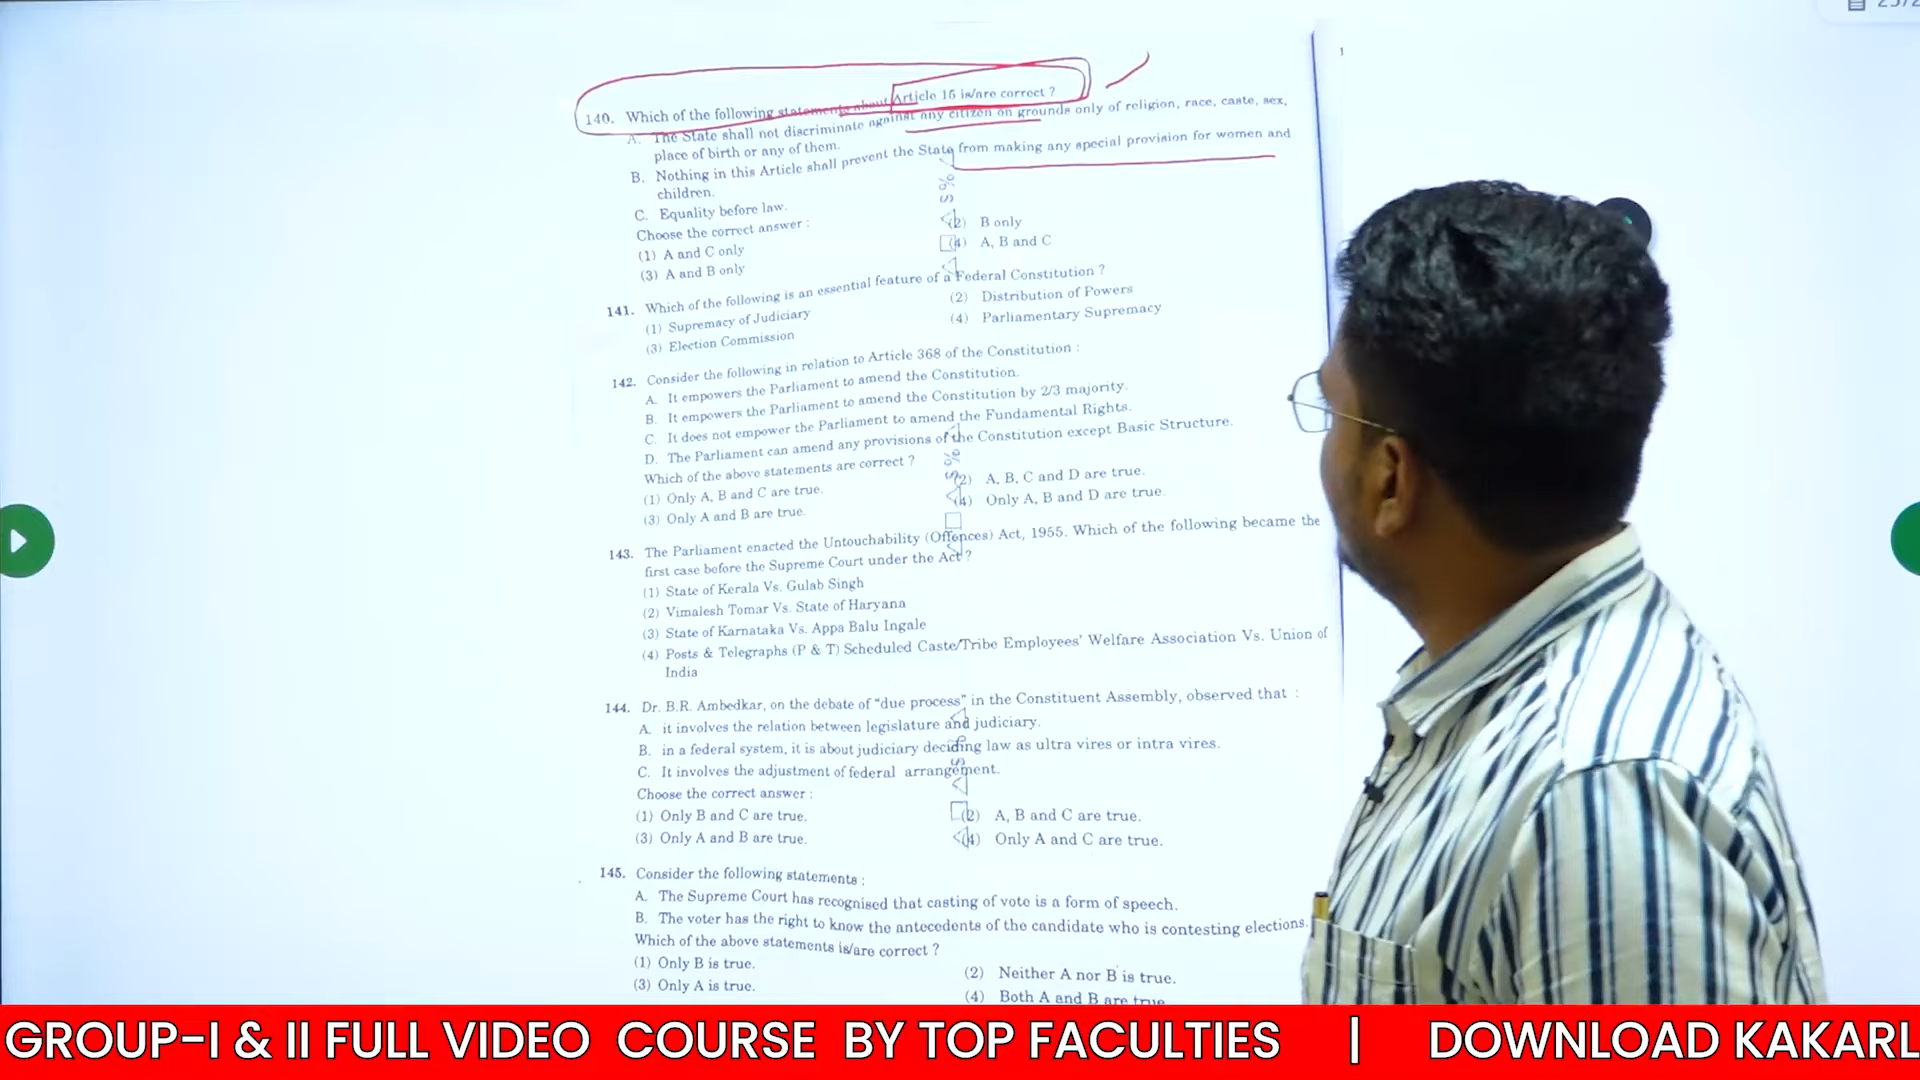 140. Which of the following statements about Article 15 is/are correct ?
A. The State shall not discriminate against any citizen on grounds only of religion, race, caste, sex,
place of birth or any of them.
B. Nothing in this Article shall prevent the State from making any special provision for women and
children.
C. Equality before law.
Choose the correct answer :
(1) A and C only (2) B only
(3) A and B only (4) A, B and C
141. Which of the following is an essential feature of a Federal Constitution ?
(1) Supremacy of Judiciary (2) Distribution of Powers
(3) Election Commission (4) Parliamentary Supremacy
142. Consider the following in relation to Article 368 of the Constitution :
A. It empowers the Parliament to amend the Constitution.
B. It empowers the Parliament to amend the Constitution by 2/3 majority.
C. It does not empower the Parliament to amend the Fundamental Rights.
D. The Parliament can amend any provisions of the Constitution except Basic Structure.
Which of the above statements are correct ?
(1) Only A, B and C are true. (2) A, B, C and D are true.
(3) Only A and B are true. (4) Only A, B and D are true.
143. The Parliament enacted the Untouchability (Offences) Act, 1955. Which of the following became the
first case before the Supreme Court under the Act ?
(1) State of Kerala Vs. Gulab Singh
(2) Vimalesh Tomar Vs. State of Haryana
(3) State of Karnataka Vs. Appa Balu Ingale
(4) Posts & Telegraphs (P & T) Scheduled Caste/Tribe Employees' Welfare Association Vs. Union of
India
144. Dr. B.R. Ambedkar, on the debate of "due process" in the Constituent Assembly, observed that :
A. it involves the relation between legislature and judiciary.
B. in a federal system, it is about judiciary deciding law as ultra vires or intra vires.
C. It involves the adjustment of federal arrangement.
Choose the correct answer :
(1) Only B and C are true. (2) A, B and C are true.
(3) Only A and B are true. (4) Only A and C are true.
145. Consider the following statements :
A. The Supreme Court has recognised that casting of vote is a form of speech.
B. The voter has the right to know the antecedents of the candidate who is contesting elections.
Which of the above statements is/are correct ?
(1) Only B is true. (2) Neither A nor B is true.
(3) Only A is true. (4) Both A and B are true
GROUP-I & II FULL VIDEO COURSE BY TOP FACULTIES | DOWNLOAD KAKARL